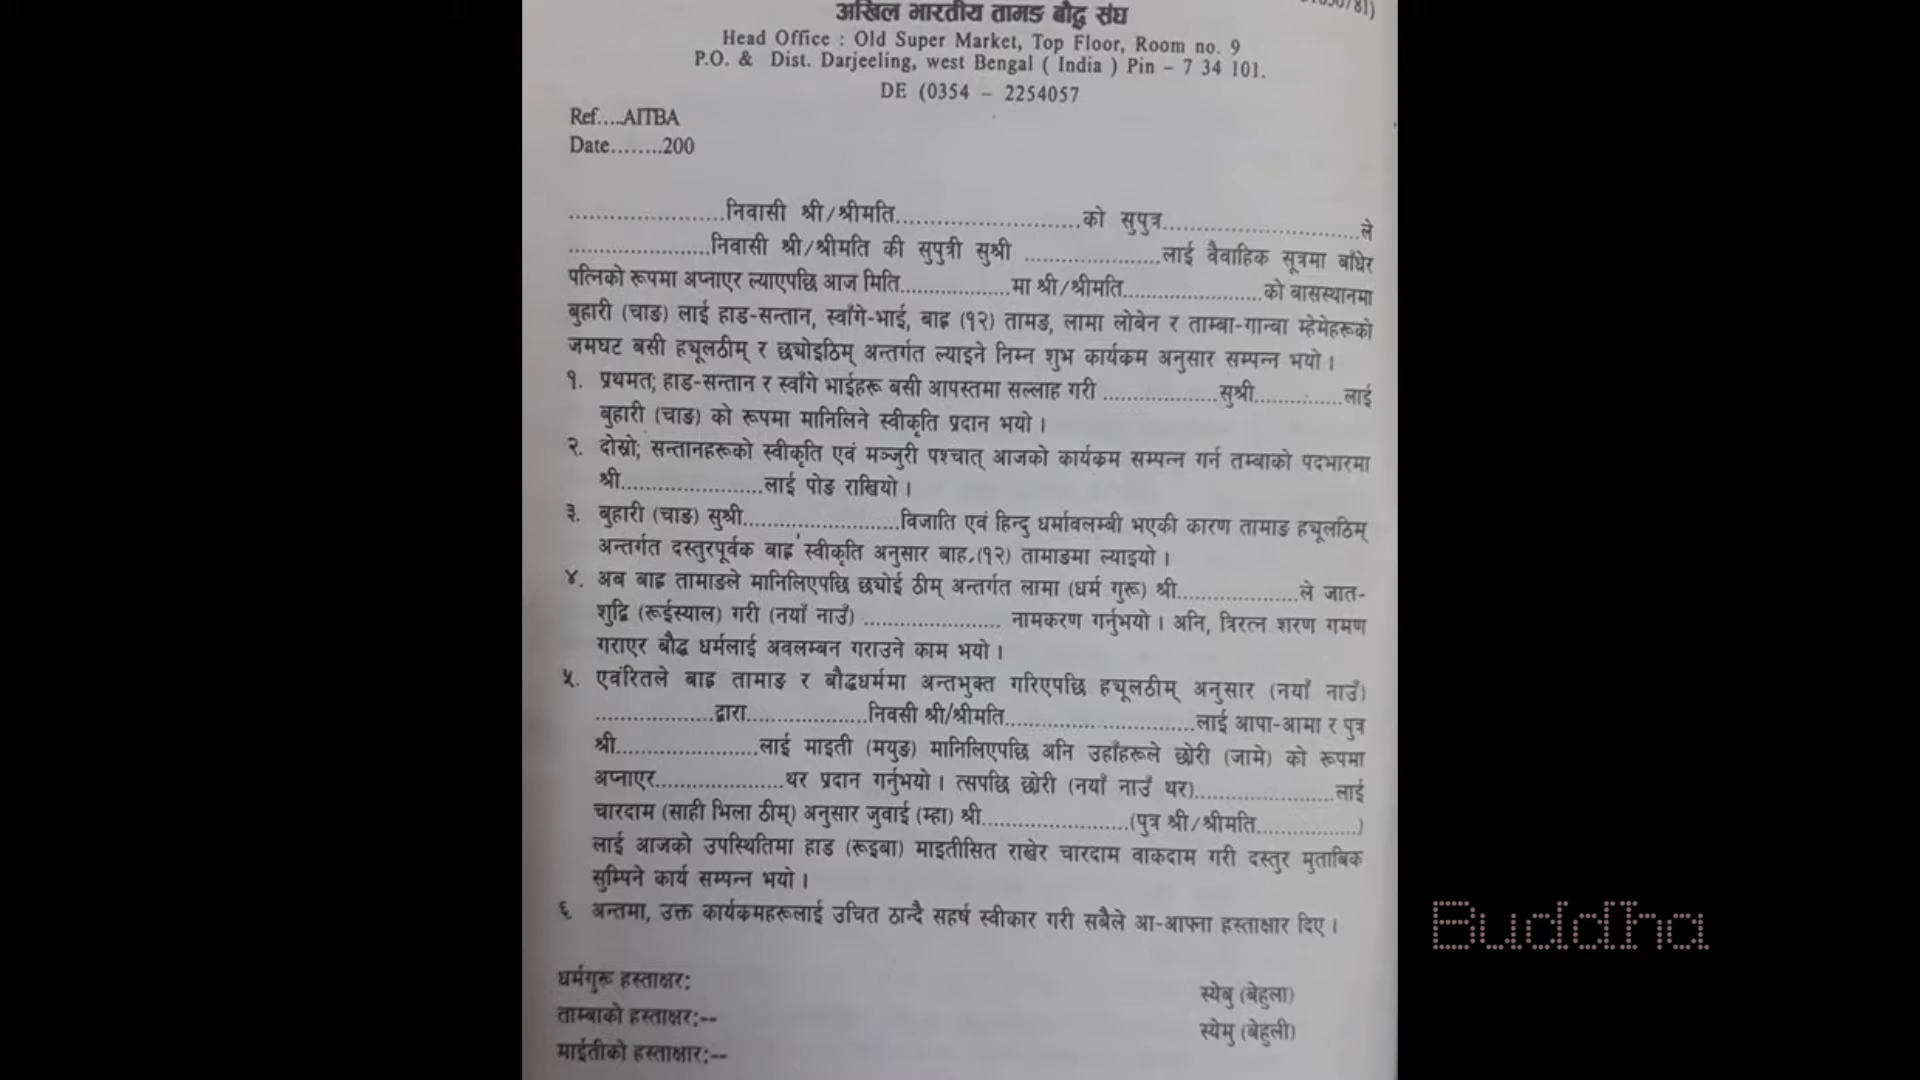 अखिल भारतीय तामङ बौद्ध संघ
Head Office : Old Super Market, Top Floor, Room no. 9
P.O. & Dist. Darjeeling, west Bengal ( India ) Pin – 7 34 101.
DE (0354 – 2254057
Ref.....AITBA
Date........200
.......................निवासी श्री/श्रीमति...........................को सुपुत्र.............................ले
.....................निवासी श्री/श्रीमति की सुपुत्री सुश्री ....................लाई वैवाहिक सूत्रमा बाँधेर
पत्निको रूपमा अप्नाएर ल्याएपछि आज मिति.................मा श्री/श्रीमति.....................को बासस्थानमा
बुहारी (चाङ) लाई हाड-सन्तान, स्वाँगे-भाई, बाह्र (१२) तामङ, लामा लोबेन र ताम्बा-गान्बा म्हेमेहरूको
जमघट बसी ह्यूलठीम् र छ्योइठिम् अन्तर्गत ल्याइने निम्न शुभ कार्यक्रम अनुसार सम्पन्न भयो ।
१. प्रथमत; हाड-सन्तान र स्वाँगे भाईहरू बसी आपस्तमा सल्लाह गरी .................सुश्री.............लाई
बुहारी (चाङ) को रूपमा मानिलिने स्वीकृति प्रदान भयो ।
२. दोस्रो; सन्तानहरूको स्वीकृति एवं मञ्जुरी पश्चात् आजको कार्यक्रम सम्पन्न गर्न तम्बाको पदभारमा
श्री.....................लाई पोङ राखियो ।
३. बुहारी (चाङ) सुश्री.......................विजाति एवं हिन्दु धर्मावलम्बी भएकी कारण तामाङ ह्यूलठिम्
अन्तर्गत दस्तुरपूर्वक बाह्र स्वीकृति अनुसार बाह्र (१२) तामाङमा ल्याइयो ।
४. अब बाह्र तामाङले मानिलिएपछि छ्योई ठीम् अन्तर्गत लामा (धर्म गुरू) श्री..................ले जात-
शुद्धि (रूईस्याल) गरी (नयाँ नाउँ) .................... नामकरण गर्नुभयो । अनि, त्रिरत्न शरण गमण
गराएर बौद्ध धर्मलाई अवलम्बन गराउने काम भयो ।
५. एवंरितले बाह्र तामाङ र बौद्धधर्ममा अन्तभुक्त गरिएपछि ह्यूलठीम् अनुसार (नयाँ नाउँ)
.................द्वारा..................निवसी श्री/श्रीमति............................लाई आपा-आमा र पुत्र
श्री.....................लाई माइती (मयुङ) मानिलिएपछि अनि उहाँहरूले छोरी (जामे) को रूपमा
अप्नाएर...................थर प्रदान गर्नुभयो । त्सपछि छोरी (नयाँ नाउँ थर).....................लाई
चारदाम (साही भिला ठीम्) अनुसार जुवाई (म्हा) श्री......................(पुत्र श्री/श्रीमति...............)
लाई आजको उपस्थितिमा हाड (रूइबा) माइतीसित राखेर चारदाम वाकदाम गरी दस्तुर मुताबिक
सुम्पिने कार्य सम्पन्न भयो ।
६ अन्तमा, उक्त कार्यक्रमहरूलाई उचित ठान्दै सहर्ष स्वीकार गरी सबैले आ-आफ्ना हस्ताक्षार दिए ।
Buddha
धर्मगुरू हस्ताक्षर:
स्येबु (बेहुला)
ताम्बाको हस्ताक्षर:--
स्येमु (बेहुली)
माईतीको हस्ताक्षार:--